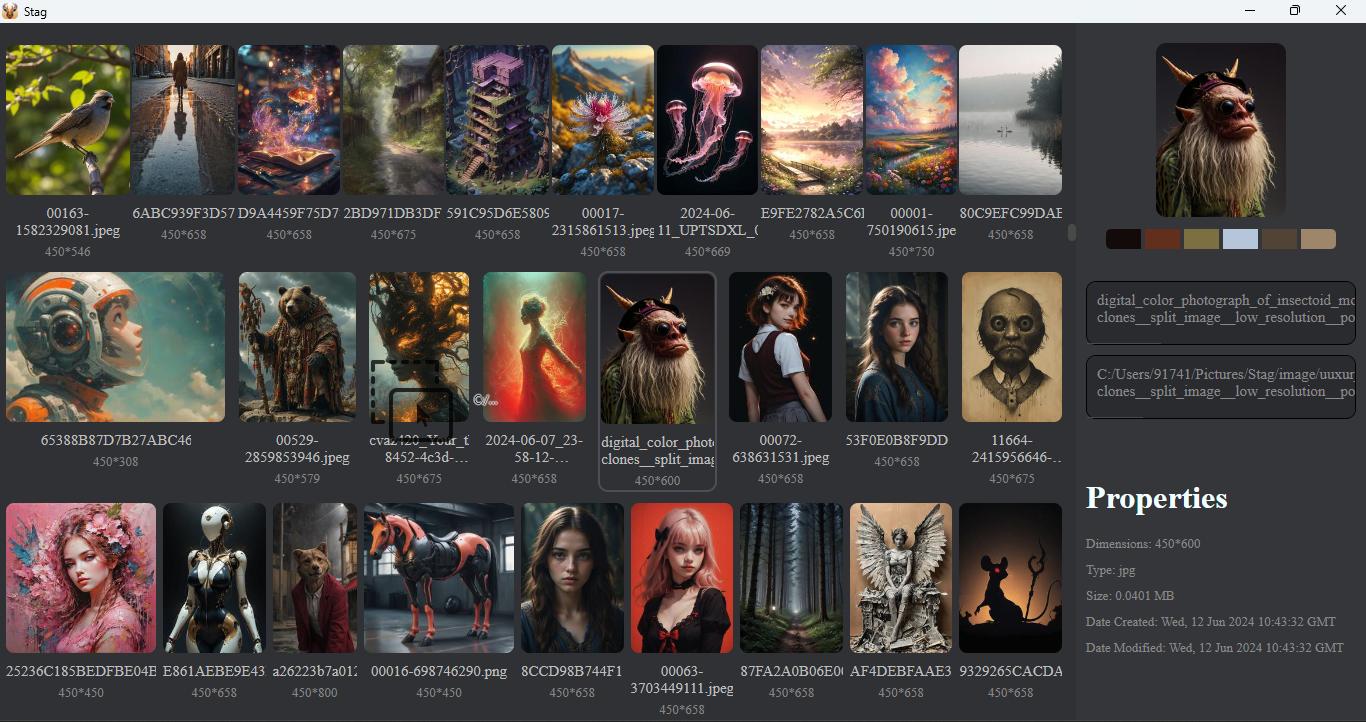 Stag
00163-
1582329081.jpeg
450*546
6ABC939F3D57
450*658
D9A4459F75D7
450*658
2BD971DB3DF
450*675
591C95D6E5809
450*658
00017-
2315861513.jpeg
450*658
2024-06-
11_UPTSDXL_0
450*669
E9FE2782A5C6
450*658
00001-
750190615.jpe
450*750
80C9EFC99DAE
450*658
65388B87D7B27ABC46
450*308
00529-
2859853946.jpeg
450*579
8452-4c3d-...
450*675
2024-06-07_23-
58-12-...
450*658
digital_color_phot
clones__split_imag
450*600
00072-
638631531.jpeg
450*658
53F0E0B8F9DD
450*658
11664-
2415956646-...
450*675
25236C185BEDFBE04E
450*450
E861AEBE9E43
450*658
a26223b7a012
450*800
00016-698746290.png
450*450
8CCD98B744F1
450*658
00063-
3703449111.jpeg
450*658
87FA2A0B06E0
450*658
AF4DEBFAAE3
450*658
9329265CACDA
450*658
digital_color_photograph_of_insectoid_mo
clones__split_image__low_resolution__po
C:/Users/91741/Pictures/Stag/image/uuxur
clones__split_image__low_resolution__po
Properties
Dimensions: 450*600
Type: jpg
Size: 0.0401 MB
Date Created: Wed, 12 Jun 2024 10:43:32 GMT
Date Modified: Wed, 12 Jun 2024 10:43:32 GMT